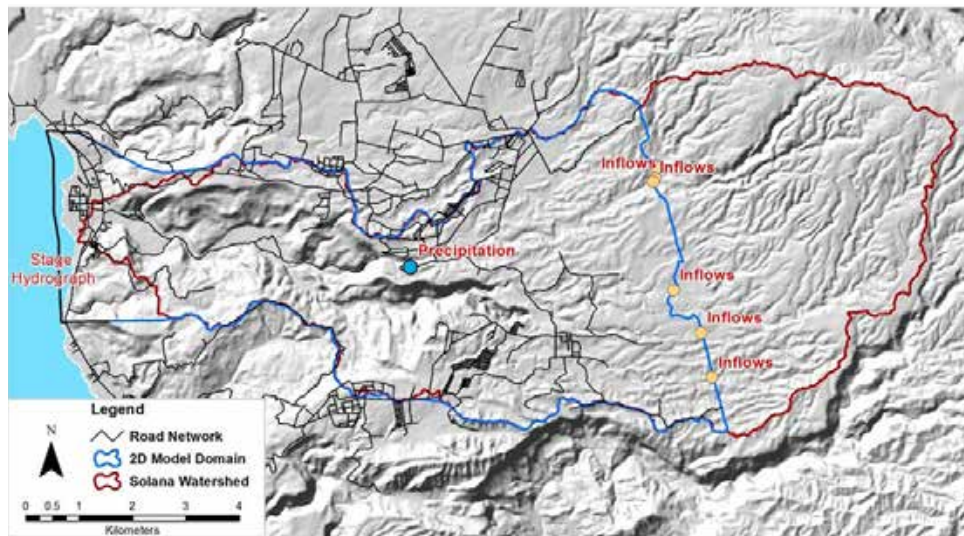 Inflows
Inflows
Precipitation
Stage
Hydrograph
Inflows
Inflows
Inflows
Legend
Road Network
2D Model Domain
Solana Watershed
N
0 0.5 1 2 3 4
Kilometers